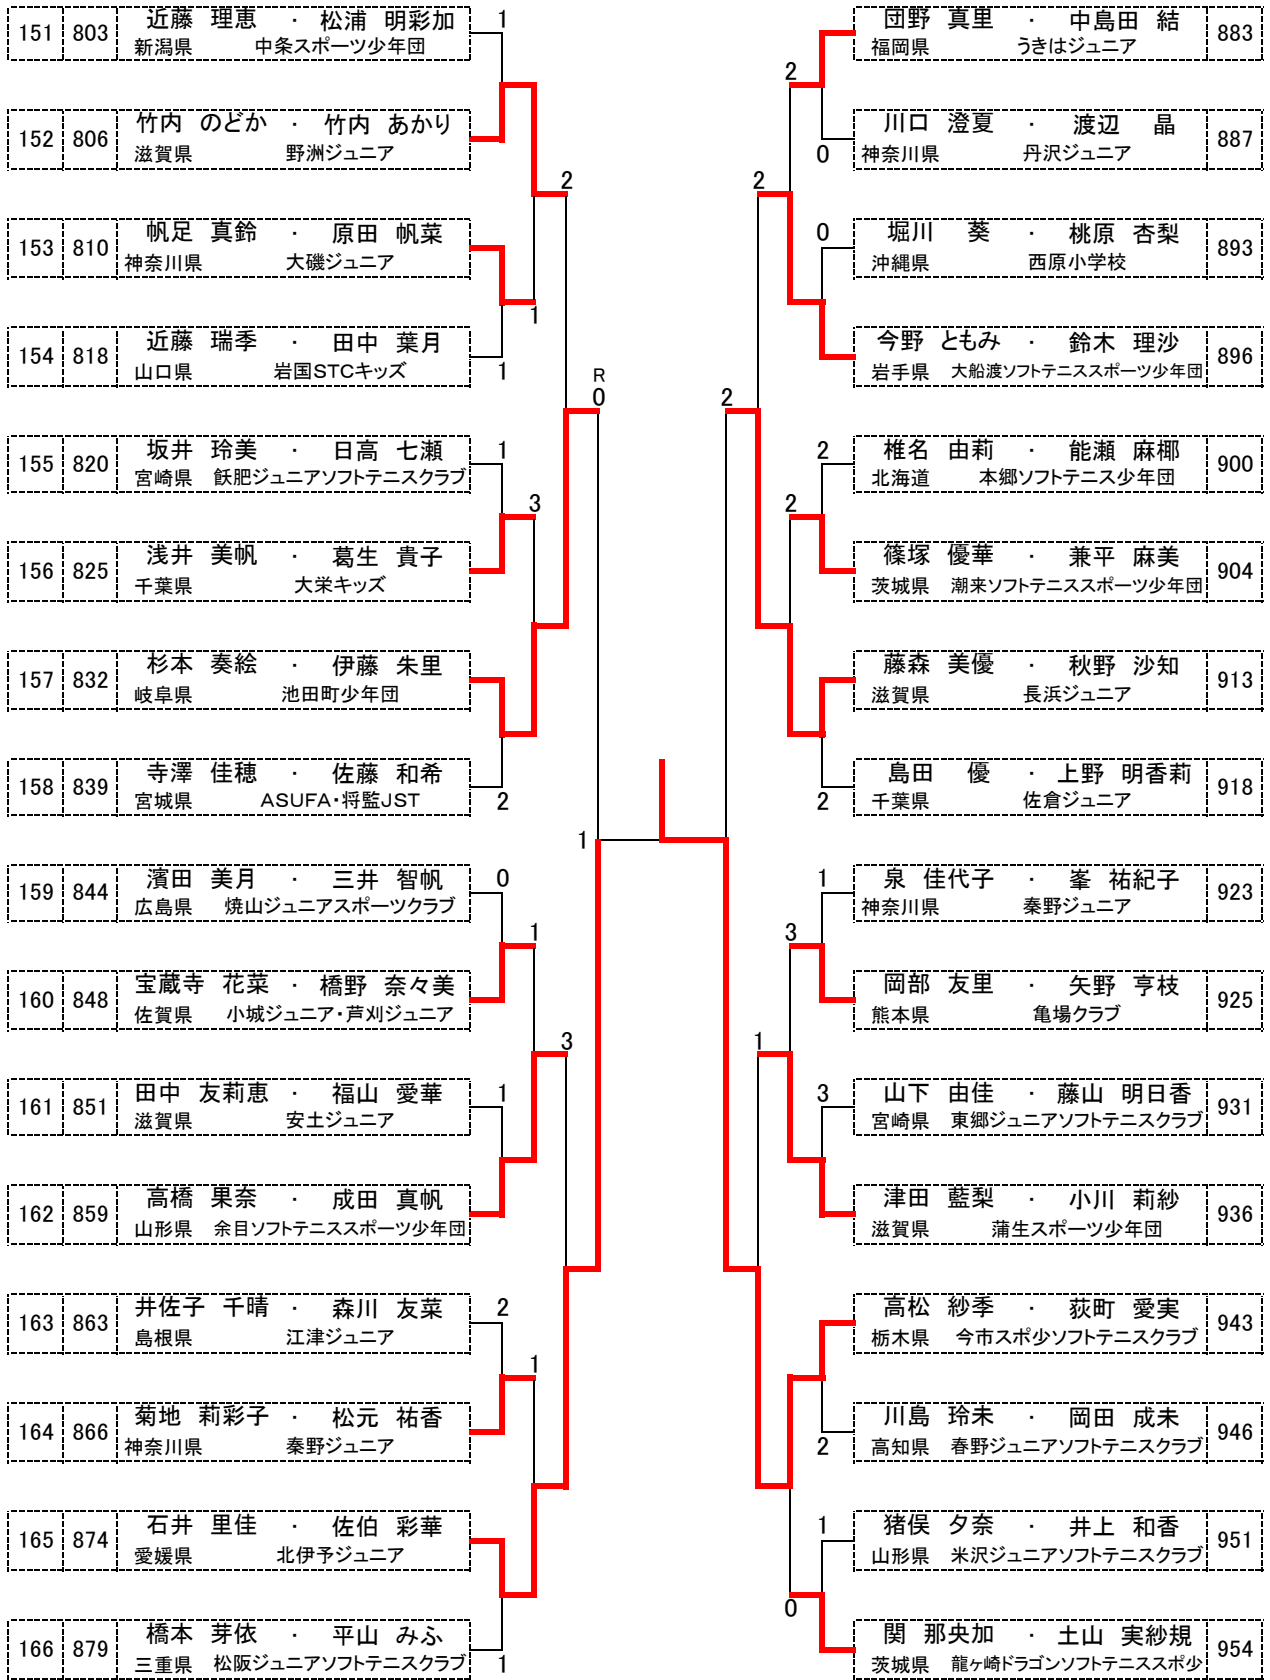 151 803 近藤 理恵 ・ 松浦 明彩加 1
新潟県 中条スポーツ少年団
152 806 竹内 のどか ・ 竹内 あかり
滋賀県 野洲ジュニア
2
153 810 帆足 真鈴 ・ 原田 帆菜
神奈川県 大磯ジュニア
1
154 818 近藤 瑞季 ・ 田中 葉月
山口県 岩国STCキッズ 1
R
0
155 820 坂井 玲美 ・ 日高 七瀬 1
宮崎県 飫肥ジュニアソフトテニスクラブ
3
156 825 浅井 美帆 ・ 葛生 貴子
千葉県 大栄キッズ
157 832 杉本 奏絵 ・ 伊藤 朱里
岐阜県 池田町少年団
158 839 寺澤 佳穂 ・ 佐藤 和希
宮城県 ASUFA・将監JST 2
1
159 844 濱田 美月 ・ 三井 智帆 0
広島県 焼山ジュニアスポーツクラブ
1
160 848 宝蔵寺 花菜 ・ 橋野 奈々美
佐賀県 小城ジュニア・芦刈ジュニア
3
161 851 田中 友莉恵 ・ 福山 愛華 1
滋賀県 安土ジュニア
162 859 高橋 果奈 ・ 成田 真帆
山形県 余目ソフトテニススポーツ少年団
163 863 井佐子 千晴 ・ 森川 友菜 2
島根県 江津ジュニア
1
164 866 菊地 莉彩子 ・ 松元 祐香
神奈川県 秦野ジュニア
165 874 石井 里佳 ・ 佐伯 彩華
愛媛県 北伊予ジュニア
166 879 橋本 芽依 ・ 平山 みふ
三重県 松阪ジュニアソフトテニスクラブ 1
団野 真里 ・ 中島田 結 883
福岡県 うきはジュニア
2
川口 澄夏 ・ 渡辺 晶 887
0 神奈川県 丹沢ジュニア
2
0 堀川 葵 ・ 桃原 杏梨 893
沖縄県 西原小学校
今野 ともみ ・ 鈴木 理沙 896
岩手県 大船渡ソフトテニススポーツ少年団
2
2 椎名 由莉 ・ 能瀬 麻椰 900
北海道 本郷ソフトテニス少年団
2
篠塚 優華 ・ 兼平 麻美 904
茨城県 潮来ソフトテニススポーツ少年団
藤森 美優 ・ 秋野 沙知 913
滋賀県 長浜ジュニア
島田 優 ・ 上野 明香莉 918
2 千葉県 佐倉ジュニア
1 泉 佳代子 ・ 峯 祐紀子 923
神奈川県 秦野ジュニア
3
岡部 友里 ・ 矢野 亨枝 925
熊本県 亀場クラブ
1
3 山下 由佳 ・ 藤山 明日香 931
宮崎県 東郷ジュニアソフトテニスクラブ
津田 藍梨 ・ 小川 莉紗 936
滋賀県 蒲生スポーツ少年団
高松 紗季 ・ 荻町 愛実 943
栃木県 今市スポ少ソフトテニスクラブ
川島 玲未 ・ 岡田 成未 946
2 高知県 春野ジュニアソフトテニスクラブ
1 猪俣 夕奈 ・ 井上 和香 951
山形県 米沢ジュニアソフトテニスクラブ
0
関 那央加 ・ 土山 実紗規 954
茨城県 龍ヶ崎ドラゴンソフトテニススポ少